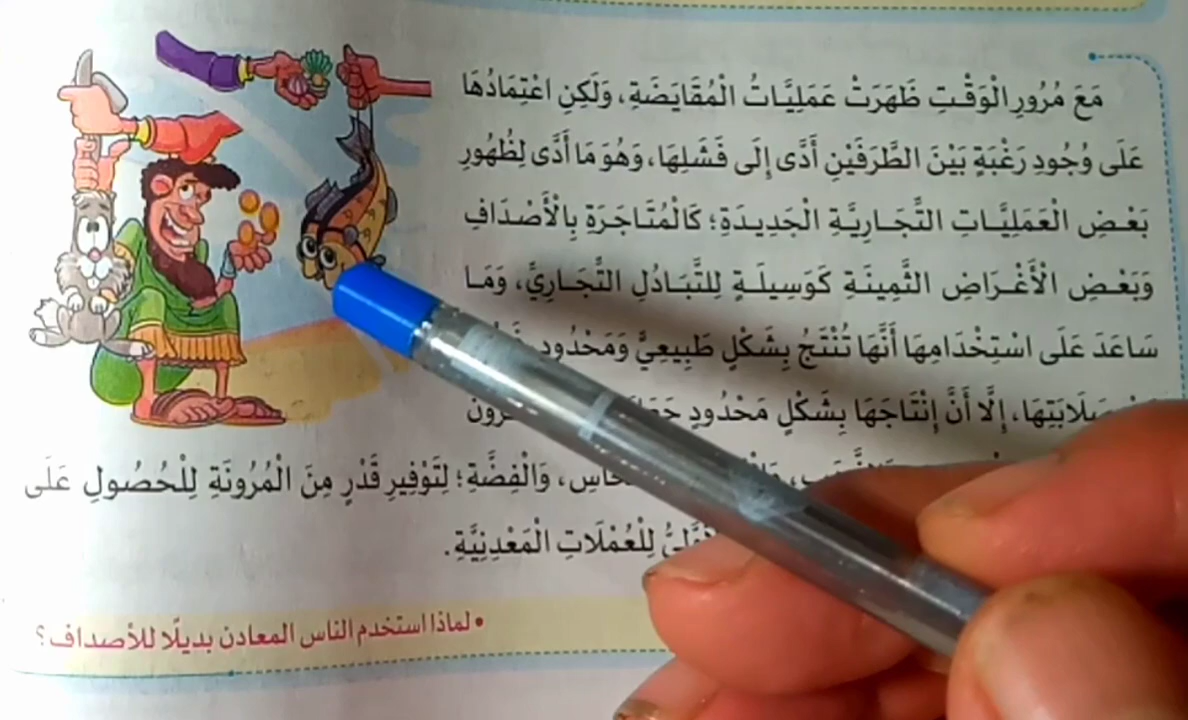 مَعَ مُرُورِ الْوَقْتِ ظَهَرَتْ عَمَلِيَّاتُ الْمُقَايَضَةِ، وَلَكِنِ اعْتِمَادُهَا
عَلَى وُجُودِ رَغْبَةٍ بَيْنَ الطَّرَفَيْنِ أَدَّى إِلَى فَشَلِهَا، وَهُوَ مَا أَدَّى لِظُهُورِ
بَعْضِ الْعَمَلِيَّاتِ التِّجَارِيَّةِ الْجَدِيدَةِ؛ كَالْمُتَاجَرَةِ بِالْأَصْدَافِ
وَبَعْضِ الْأَغْرَاضِ الثَّمِينَةِ كَوَسِيلَةٍ لِلتَّبَادُلِ التِّجَارِيِّ، وَمَا
سَاعَدَ عَلَى اسْتِخْدَامِهَا أَنَّهَا تُنْتَجُ بِشَكْلٍ طَبِيعِيٍّ وَمَحْدُودٍ
صَلَابَتِهَا، إِلَّا أَنَّ إِنْتَاجَهَا بِشَكْلٍ مَحْدُودٍ
وَالْفِضَّةِ؛ لِتَوْفِيرِ قَدْرٍ مِنَ الْمُرُونَةِ لِلْحُصُولِ عَلَى
لِلْعُمْلَاتِ الْمَعْدِنِيَّةِ.
• لماذا استخدم الناس المعادن بديلًا للأصداف؟